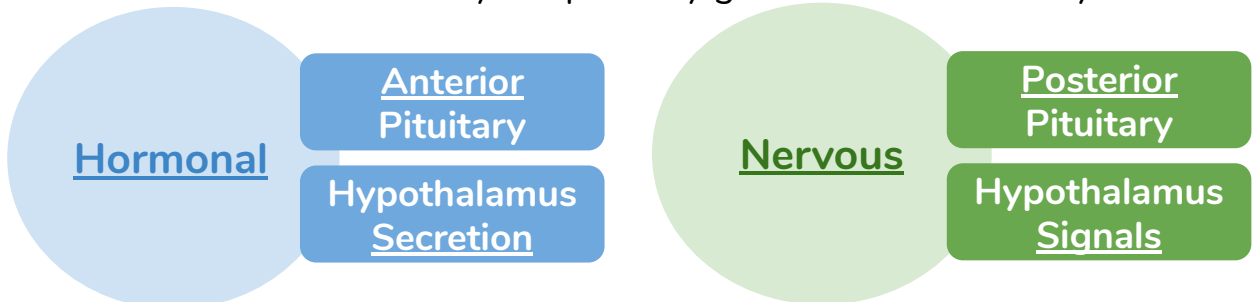 Hormonal
Anterior
Pituitary
Hypothalamus
Secretion
Nervous
Posterior
Pituitary
Hypothalamus
Signals